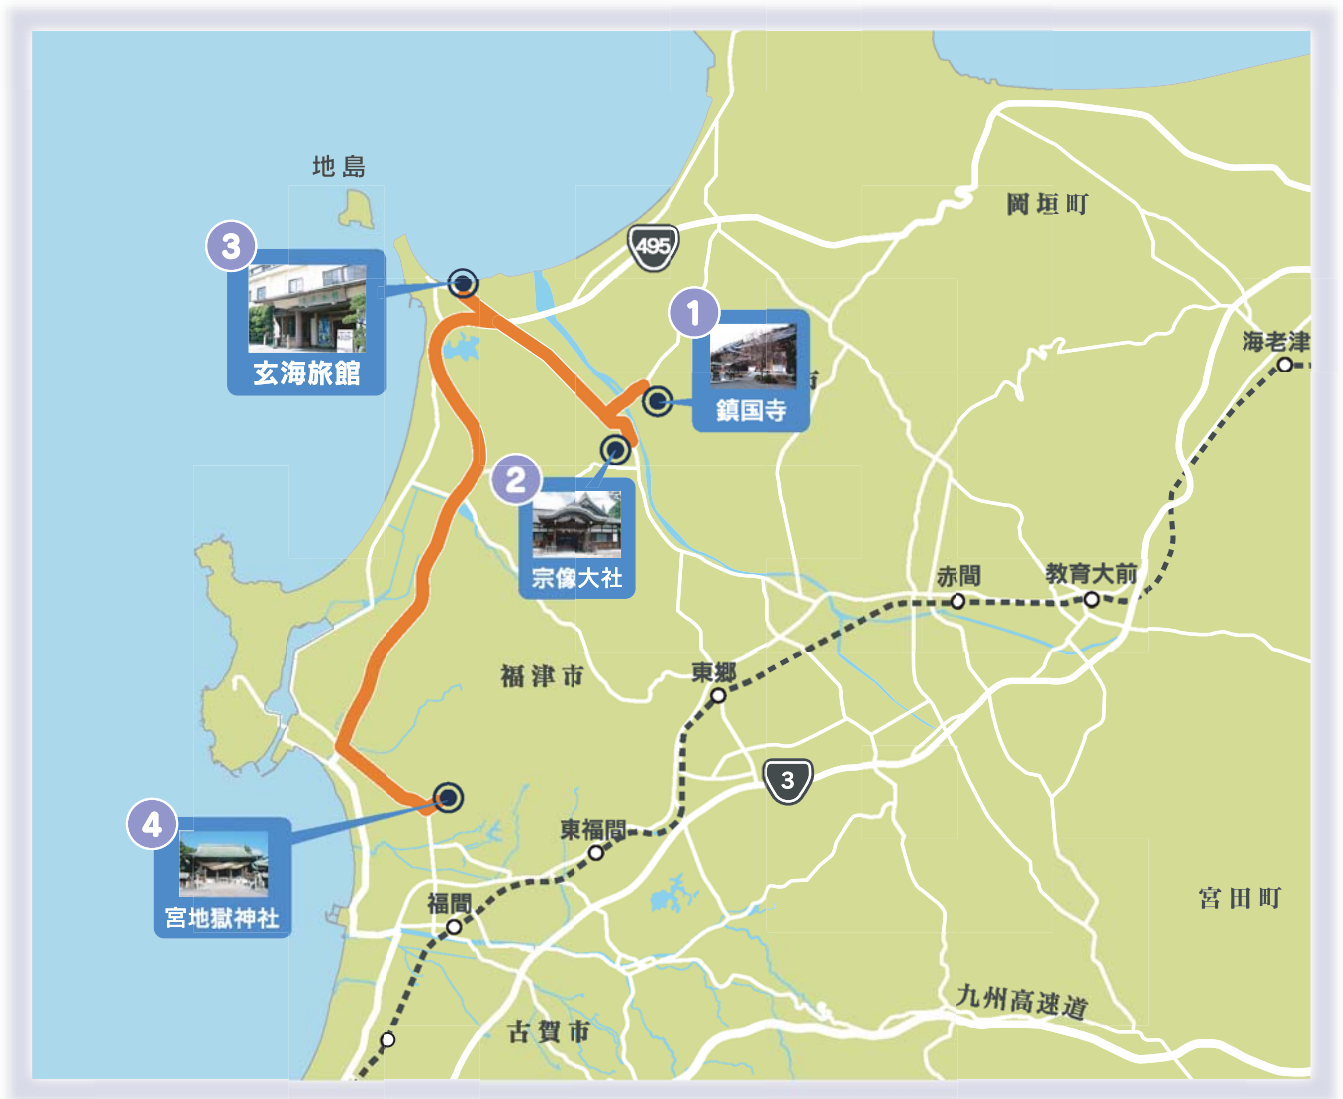 地島
3
玄海旅館
495
1
鎮国寺
市
2
宗像大社
岡垣町
海老津
赤間
教育大前
福津市
東郷
3
4
宮地獄神社
東福間
福間
宮田町
九州高速道
古賀市